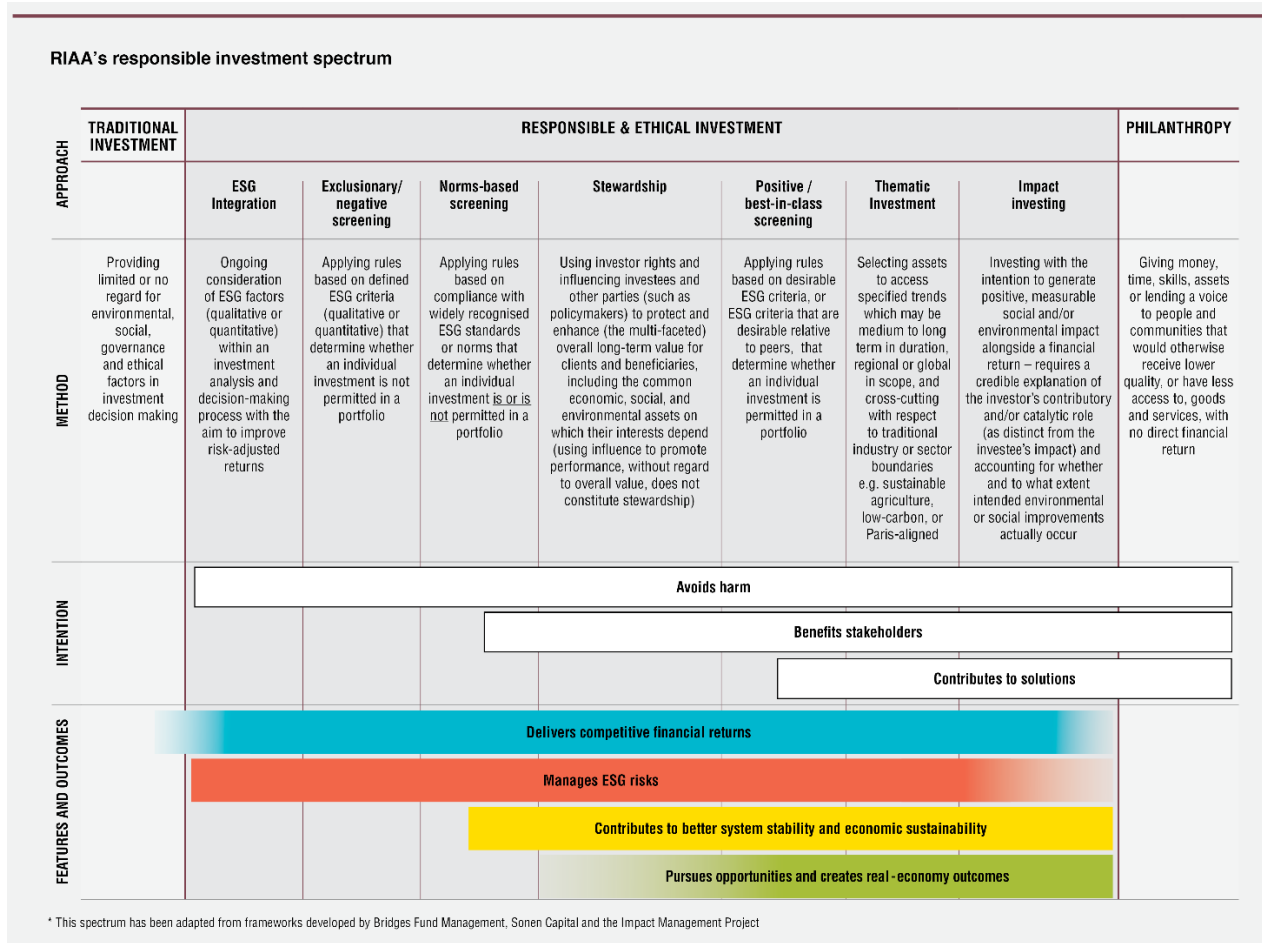 RIAA's responsible investment spectrum
APPROACH
TRADITIONAL
INVESTMENT
RESPONSIBLE & ETHICAL INVESTMENT
PHILANTHROPY
ESG
Integration
Exclusionary/
negative
screening
Norms-based
screening
Stewardship
Positive /
best-in-class
screening
Thematic
Investment
Impact
investing
METHOD
Providing
limited or no
regard for
environmental,
social,
governance
and ethical
factors in
investment
decision making
Ongoing
consideration
of ESG factors
(qualitative or
quantitative)
within an
investment
analysis and
decision-making
process with the
aim to improve
risk-adjusted
returns
Applying rules
based on defined
ESG criteria
(qualitative or
quantitative) that
determine whether
an individual
investment is not
permitted in a
portfolio
Applying rules
based on
compliance with
widely recognised
ESG standards
or norms that
determine whether
an individual
investment is or is
not permitted in a
portfolio
Using investor rights and
influencing investees and
other parties (such as
policymakers) to protect and
enhance (the multi-faceted)
overall long-term value for
clients and beneficiaries,
including the common
economic, social, and
environmental assets on
which their interests depend
(using influence to promote
performance, without regard
to overall value, does not
constitute stewardship)
Applying rules
based on desirable
ESG criteria, or
ESG criteria that are
desirable relative
to peers, that
determine whether
an individual
investment is
permitted in a
portfolio
Selecting assets
to access
specified trends
which may be
medium to long
term in duration,
regional or global
in scope, and
cross-cutting
with respect
to traditional
industry or sector
boundaries
e.g. sustainable
agriculture,
low-carbon, or
Paris-aligned
Investing with the
intention to generate
positive, measurable
social and/or
environmental impact
alongside a financial
return – requires a
credible explanation of
the investor's contributory
and/or catalytic role
(as distinct from the
investee's impact) and
accounting for whether
and to what extent
intended environmental
or social improvements
actually occur
Giving money,
time, skills, assets
or lending a voice
to people and
communities that
would otherwise
receive lower
quality, or have less
access to, goods
and services, with
no direct financial
return
INTENTION
Avoids harm
Benefits stakeholders
Contributes to solutions
FEATURES AND OUTCOMES
Delivers competitive financial returns
Manages ESG risks
Contributes to better system stability and economic sustainability
Pursues opportunities and creates real-economy outcomes
* This spectrum has been adapted from frameworks developed by Bridges Fund Management, Sonen Capital and the Impact Management Project